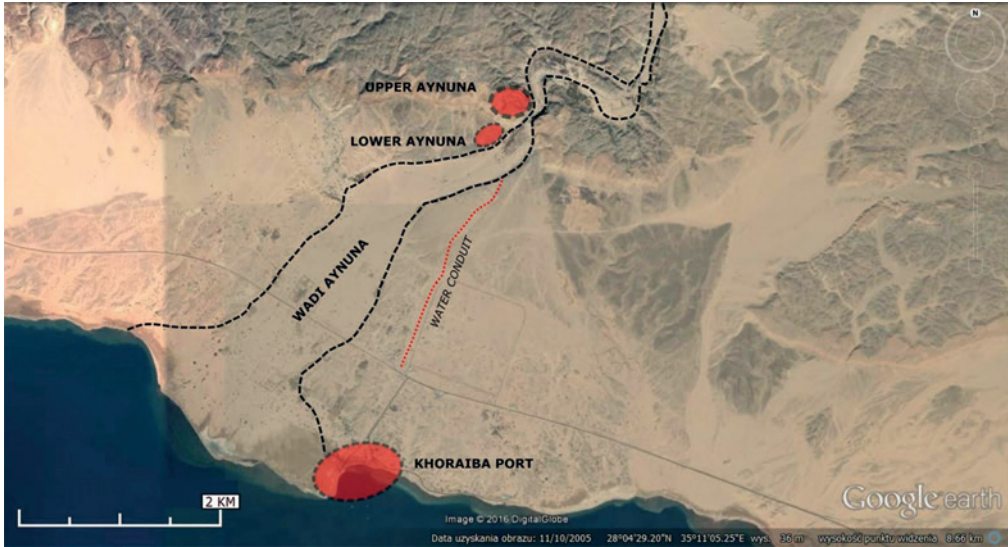 N
UPPER AYNUNA
LOWER AYNUNA
WADI AYNUNA
WATER CONDUIT
KHORAIBA PORT
2 KM
Google earth
Image © 2016 DigitalGlobe
Data uzyskania obrazu: 11/10/2005 28°04'29.20"N 35°11'05.25"E wys. 36 m wysokość punktu widzenia 8.66 km